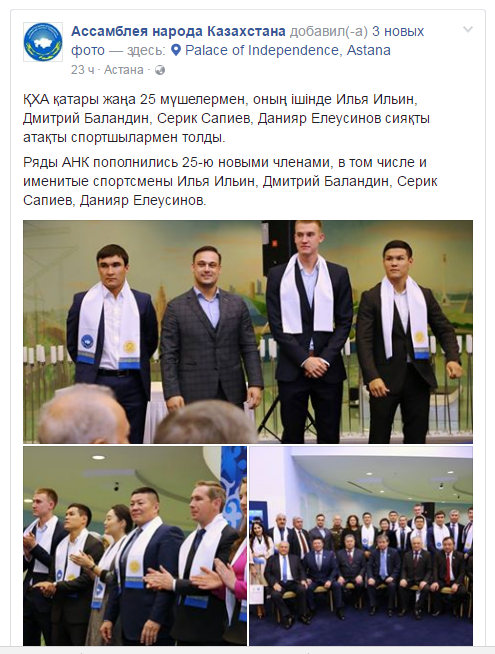 Ассамблея народа Казахстана добавил(-а) 3 новых
фото — здесь: Palace of Independence, Astana
23 ч · Астана ·
ҚХА қатары жаңа 25 мүшелермен, оның ішінде Илья Ильин,
Дмитрий Баландин, Серик Сапиев, Данияр Елеусинов сияқты
атақты спортшылармен толды.
Ряды АНК пополнились 25-ю новыми членами, в том числе и
именитые спортсмены Илья Ильин, Дмитрий Баландин, Серик
Сапиев, Данияр Елеусинов.